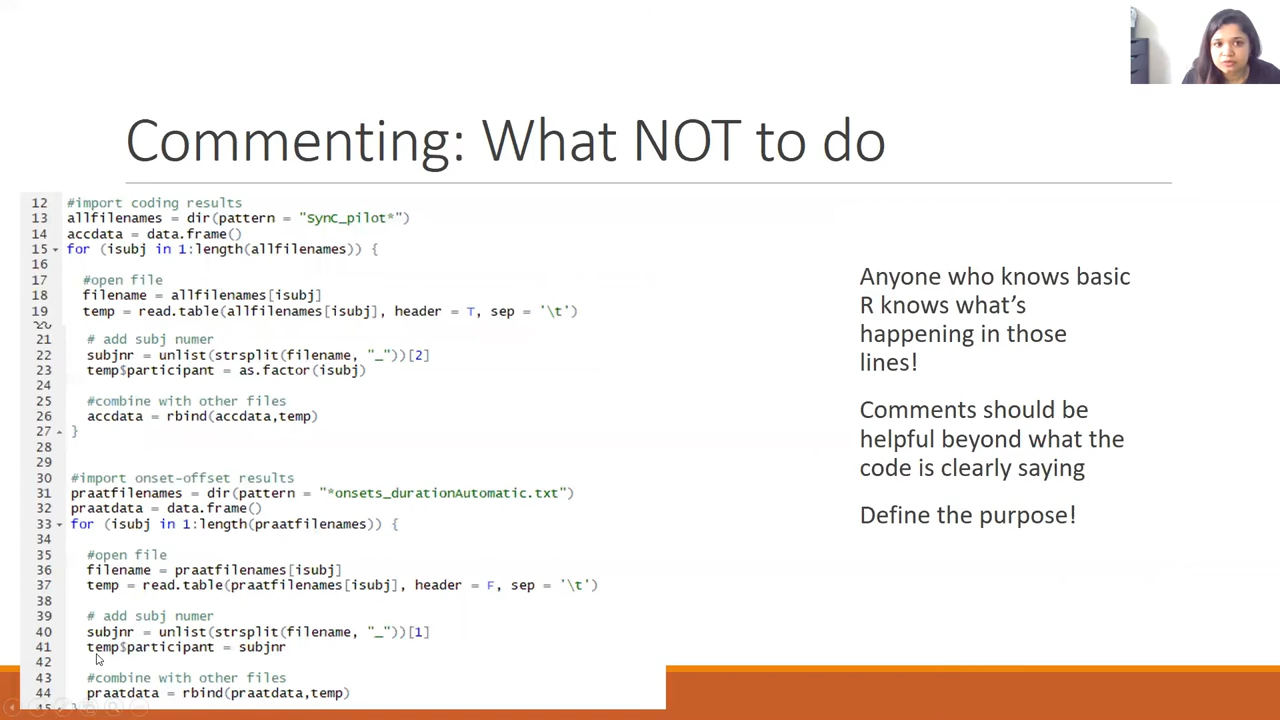 Commenting: What NOT to do
12 #import coding results
13 allfilenames = dir(pattern = "SynC_pilot*")
14 accdata = data.frame()
15 for (isubj in 1:length(allfilenames)) {
16
17 #open file
18 filename = allfilenames[isubj]
19 temp = read.table(allfilenames[isubj], header = T, sep = '\t')
21 # add subj numer
22 subjnr = unlist(strsplit(filename, "_"))[2]
23 temp$participant = as.factor(isubj)
24
25 #combine with other files
26 accdata = rbind(accdata,temp)
27 }
28
29
30 #import onset-offset results
31 praatfilenames = dir(pattern = "*onsets_durationAutomatic.txt")
32 praatdata = data.frame()
33 for (isubj in 1:length(praatfilenames)) {
34
35 #open file
36 filename = praatfilenames[isubj]
37 temp = read.table(praatfilenames[isubj], header = F, sep = '\t')
38
39 # add subj numer
40 subjnr = unlist(strsplit(filename, "_"))[1]
41 temp$participant = subjnr
42
43 #combine with other files
44 praatdata = rbind(praatdata,temp)
Anyone who knows basic
R knows what's
happening in those
lines!
Comments should be
helpful beyond what the
code is clearly saying
Define the purpose!